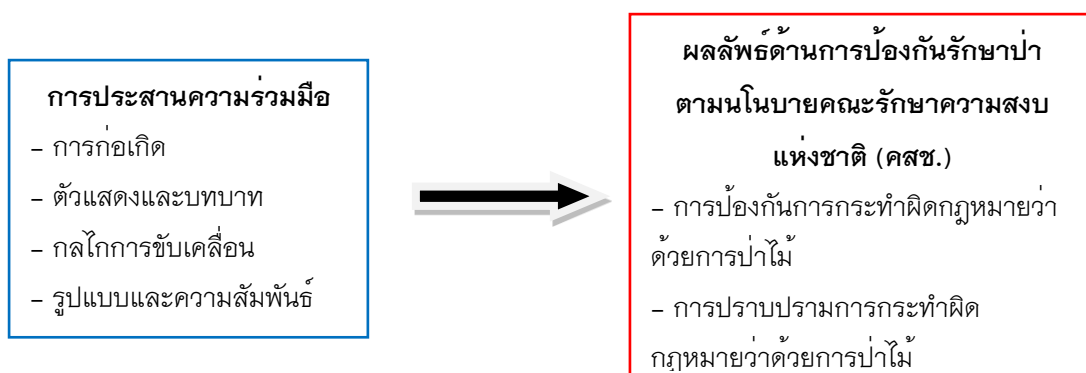 การประสานความร่วมมือ
– การก่อเกิด
– ตัวแสดงและบทบาท
– กลไกการขับเคลื่อน
– รูปแบบและความสัมพันธ์
ผลลัพธ์ด้านการป้องกันรักษาป่า
ตามนโนบายคณะรักษาความสงบ
แห่งชาติ (คสช.)
– การป้องกันการกระทำผิดกฎหมายว่า
ด้วยการป่าไม้
– การปราบปรามการกระทำผิด
กฎหมายว่าด้วยการป่าไม้